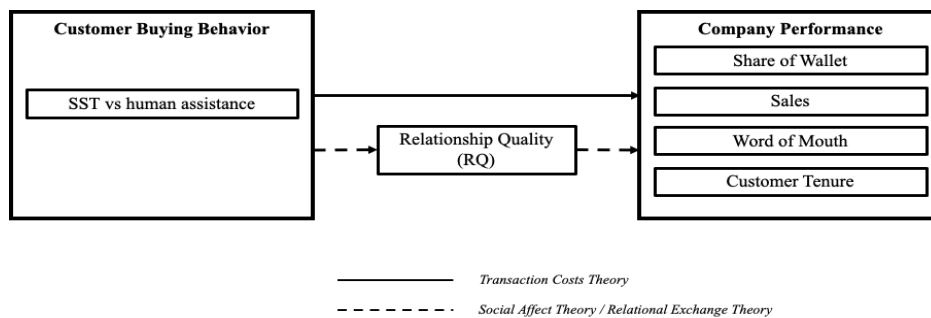 Customer Buying Behavior
Company Performance
SST vs human assistance
Share of Wallet
Sales
Relationship Quality
(RQ)
Word of Mouth
Customer Tenure
Transaction Costs Theory
Social Affect Theory / Relational Exchange Theory